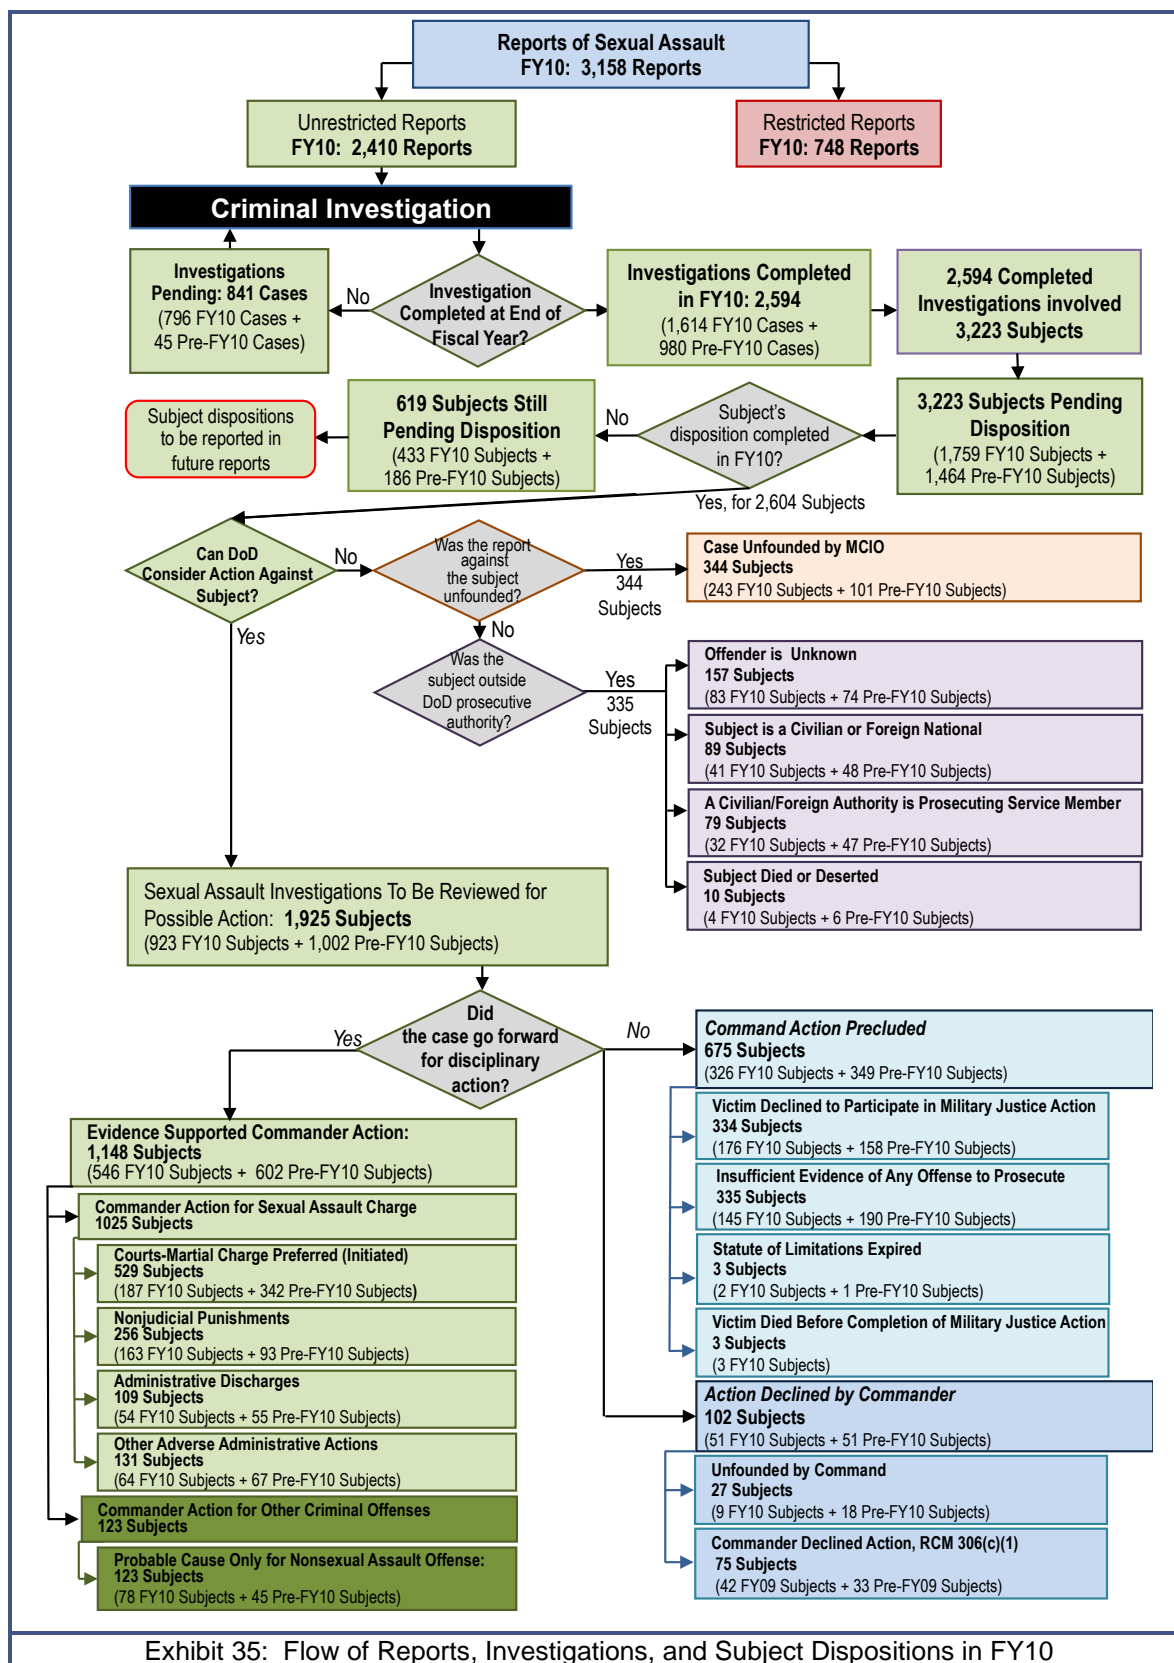 Reports of Sexual Assault
FY10: 3,158 Reports
Unrestricted Reports
FY10: 2,410 Reports
Restricted Reports
FY10: 748 Reports
Criminal Investigation
Investigations
Pending: 841 Cases
(796 FY10 Cases +
45 Pre-FY10 Cases)
No
Investigation
Completed at End of
Fiscal Year?
Investigations Completed
in FY10: 2,594
(1,614 FY10 Cases +
980 Pre-FY10 Cases)
2,594 Completed
Investigations involved
3,223 Subjects
Subject dispositions
to be reported in
future reports
619 Subjects Still
Pending Disposition
(433 FY10 Subjects +
186 Pre-FY10 Subjects)
No
Subject's
disposition completed
in FY10?
3,223 Subjects Pending
Disposition
(1,759 FY10 Subjects +
1,464 Pre-FY10 Subjects)
Yes, for 2,604 Subjects
Can DoD
Consider Action Against
Subject?
No
Was the report
against
the subject
unfounded?
Yes
344
Subjects
Case Unfounded by MCIO
344 Subjects
(243 FY10 Subjects + 101 Pre-FY10 Subjects)
Yes
No
Was the
subject outside
DoD prosecutive
authority?
Yes
335
Subjects
Offender is Unknown
157 Subjects
(83 FY10 Subjects + 74 Pre-FY10 Subjects)
Subject is a Civilian or Foreign National
89 Subjects
(41 FY10 Subjects + 48 Pre-FY10 Subjects)
A Civilian/Foreign Authority is Prosecuting Service Member
79 Subjects
(32 FY10 Subjects + 47 Pre-FY10 Subjects)
Subject Died or Deserted
10 Subjects
(4 FY10 Subjects + 6 Pre-FY10 Subjects)
Sexual Assault Investigations To Be Reviewed for
Possible Action: 1,925 Subjects
(923 FY10 Subjects + 1,002 Pre-FY10 Subjects)
Did
the case go forward
for disciplinary
action?
Yes
No
Evidence Supported Commander Action:
1,148 Subjects
(546 FY10 Subjects + 602 Pre-FY10 Subjects)
Commander Action for Sexual Assault Charge
1025 Subjects
Courts-Martial Charge Preferred (Initiated)
529 Subjects
(187 FY10 Subjects + 342 Pre-FY10 Subjects)
Nonjudicial Punishments
256 Subjects
(163 FY10 Subjects + 93 Pre-FY10 Subjects)
Administrative Discharges
109 Subjects
(54 FY10 Subjects + 55 Pre-FY10 Subjects)
Other Adverse Administrative Actions
131 Subjects
(64 FY10 Subjects + 67 Pre-FY10 Subjects)
Commander Action for Other Criminal Offenses
123 Subjects
Probable Cause Only for Nonsexual Assault Offense:
123 Subjects
(78 FY10 Subjects + 45 Pre-FY10 Subjects)
Command Action Precluded
675 Subjects
(326 FY10 Subjects + 349 Pre-FY10 Subjects)
Victim Declined to Participate in Military Justice Action
334 Subjects
(176 FY10 Subjects + 158 Pre-FY10 Subjects)
Insufficient Evidence of Any Offense to Prosecute
335 Subjects
(145 FY10 Subjects + 190 Pre-FY10 Subjects)
Statute of Limitations Expired
3 Subjects
(2 FY10 Subjects + 1 Pre-FY10 Subjects)
Victim Died Before Completion of Military Justice Action
3 Subjects
(3 FY10 Subjects)
Action Declined by Commander
102 Subjects
(51 FY10 Subjects + 51 Pre-FY10 Subjects)
Unfounded by Command
27 Subjects
(9 FY10 Subjects + 18 Pre-FY10 Subjects)
Commander Declined Action, RCM 306(c)(1)
75 Subjects
(42 FY09 Subjects + 33 Pre-FY09 Subjects)
Exhibit 35: Flow of Reports, Investigations, and Subject Dispositions in FY10